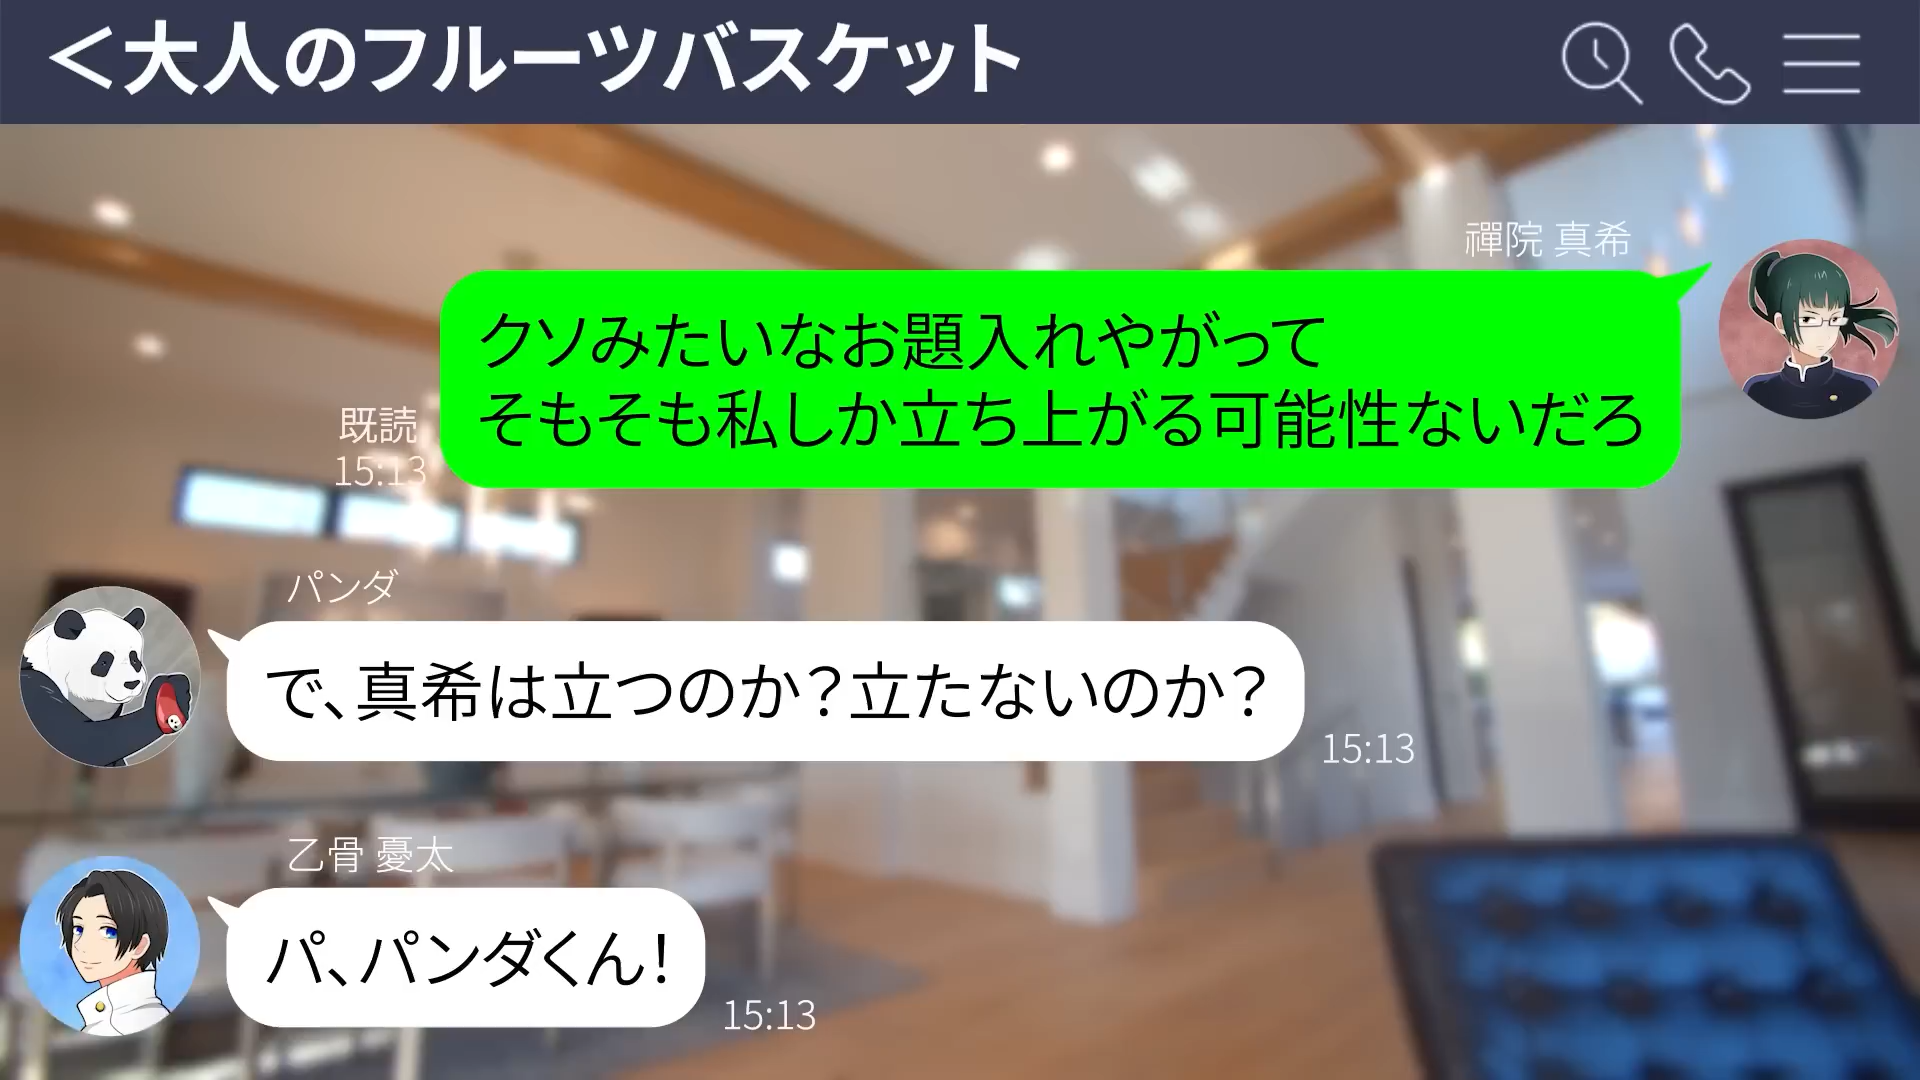 ＜大人のフルーツバスケット
禪院 真希
クソみたいなお題入れやがって
そもそも私しか立ち上がる可能性ないだろ
既読
15:13
パンダ
で、真希は立つのか？立たないのか？
15:13
乙骨 憂太
パ、パンダくん！
15:13